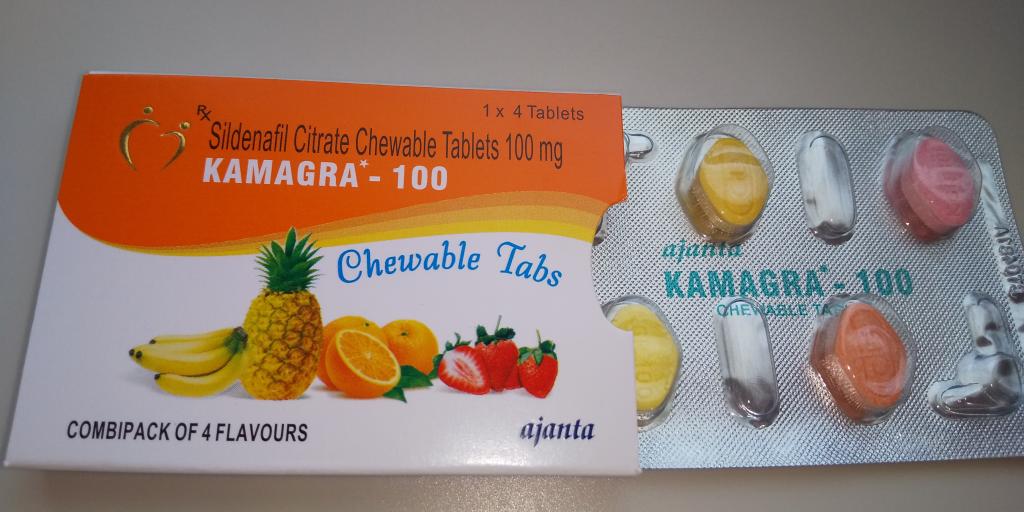 1 x 4 Tablets
Rx
Sildenafil Citrate Chewable Tablets 100 mg
KAMAGRA* - 100
Chewable Tabs
COMBIPACK OF 4 FLAVOURS
ajanta
ajanta
KAMAGRA* - 100
CHEWABLE TAB